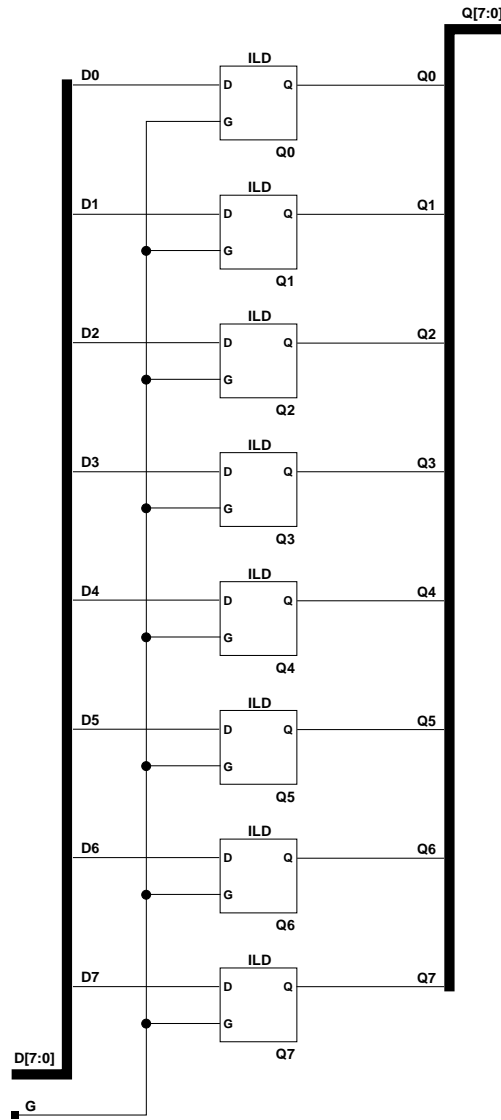 Q[7:0]
D0 ILD Q0
D Q
G
Q0
D1 ILD Q1
D Q
G
Q1
D2 ILD Q2
D Q
G
Q2
D3 ILD Q3
D Q
G
Q3
D4 ILD Q4
D Q
G
Q4
D5 ILD Q5
D Q
G
Q5
D6 ILD Q6
D Q
G
Q6
D7 ILD Q7
D Q
G
Q7
D[7:0]
G